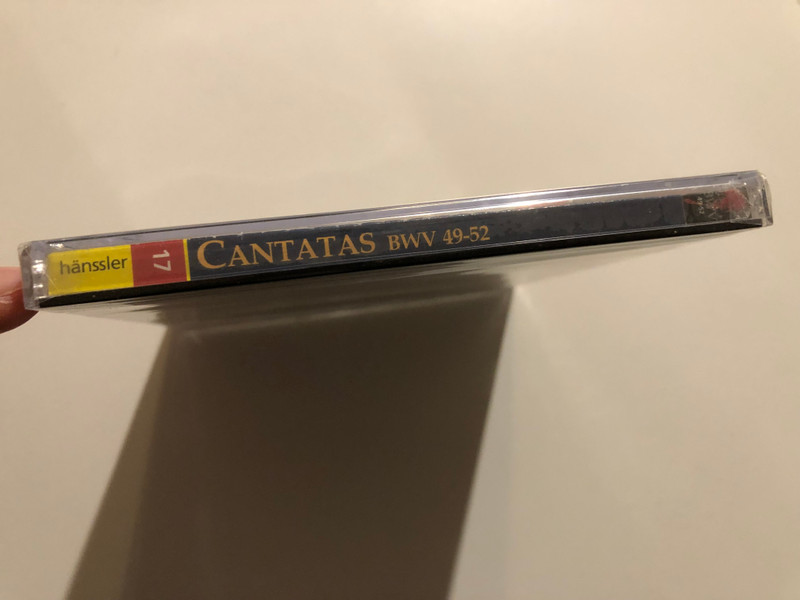 hänssler
17
CANTATAS BWV 49-52